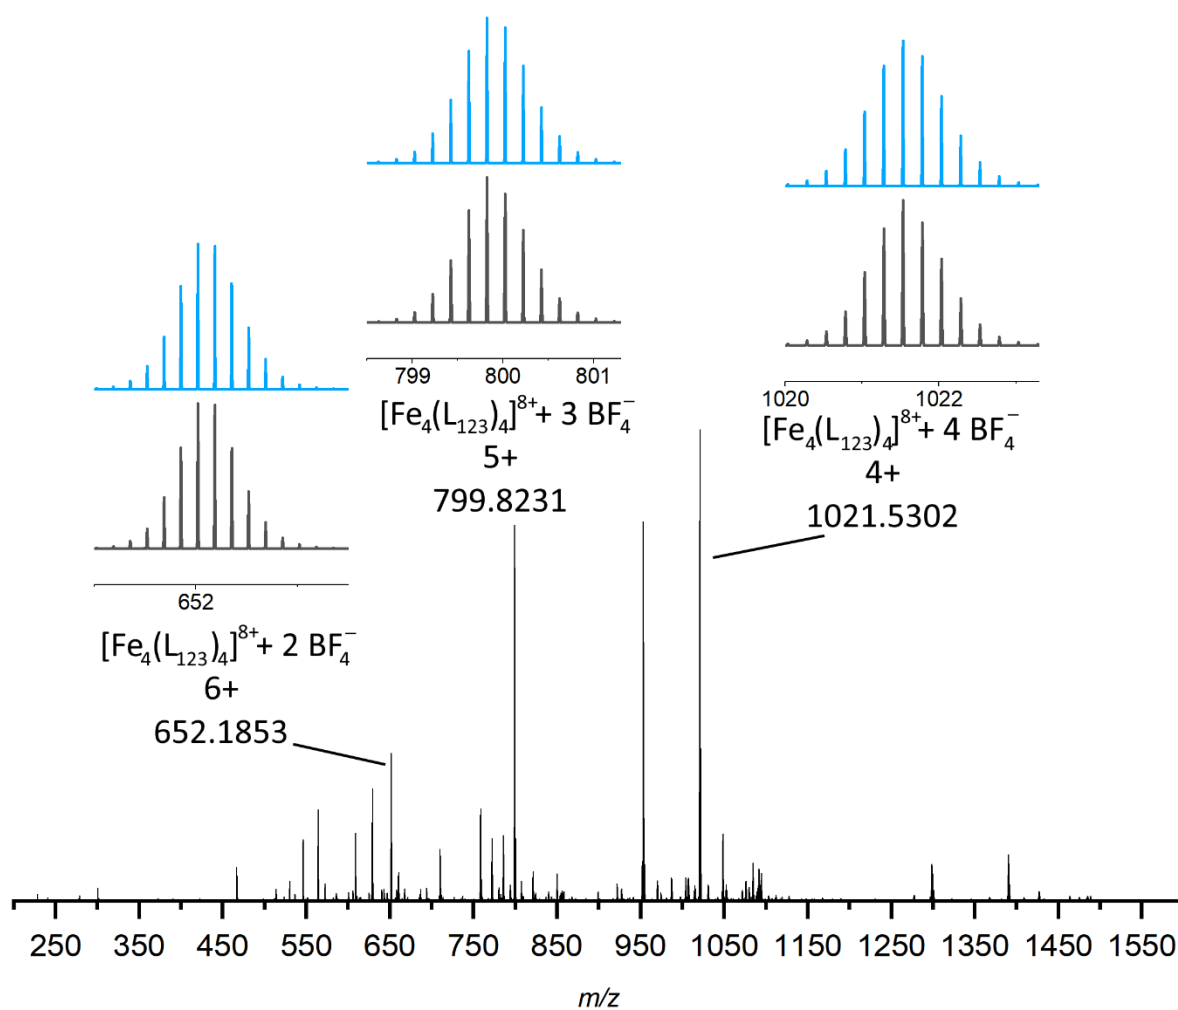 799 800 801
[Fe₄(L₁₂₃)₄]⁸⁺+ 3 BF₄⁻
5+
799.8231
1020 1022
[Fe₄(L₁₂₃)₄]⁸⁺+ 4 BF₄⁻
4+
1021.5302
652
[Fe₄(L₁₂₃)₄]⁸⁺+ 2 BF₄⁻
6+
652.1853
250 350 450 550 650 750 850 950 1050 1150 1250 1350 1450 1550
m/z